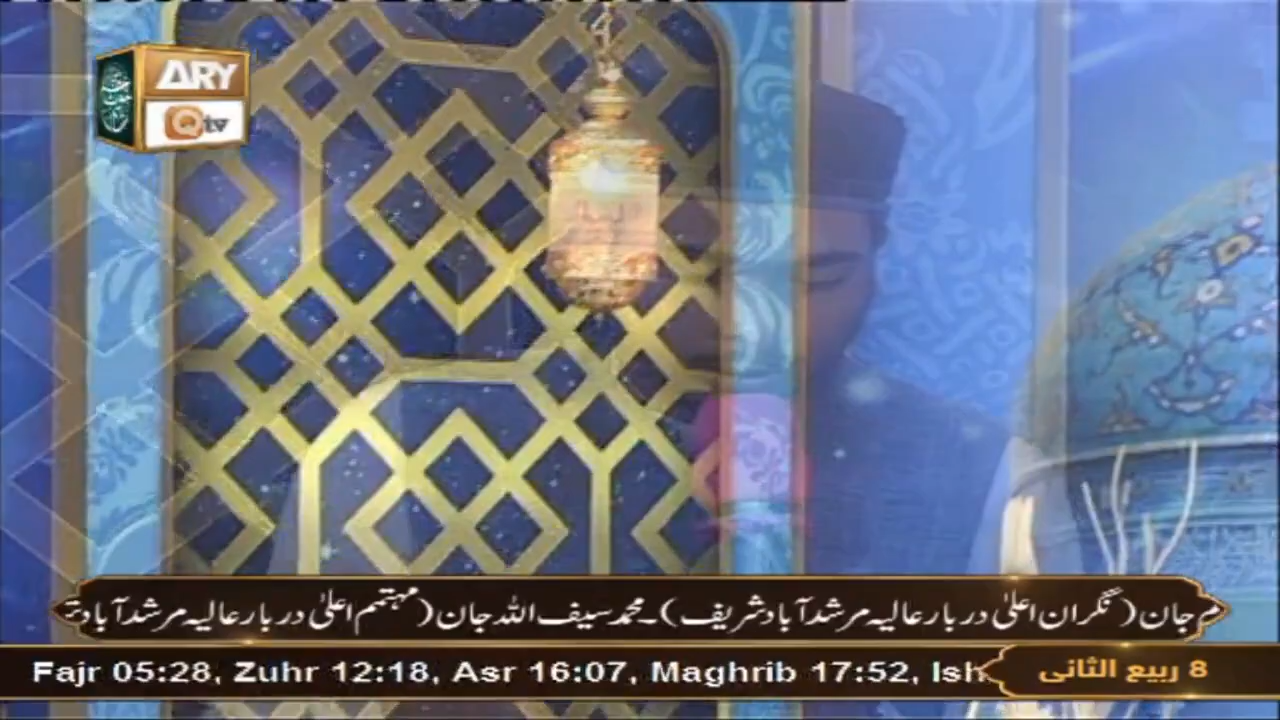 ARY
Qtv
م جان (نگران اعلیٰ دربار عالیہ مرشد آباد شریف)۔ محمد سیف اللہ جان (مہتمم اعلیٰ دربار عالیہ مرشد آباد
Fajr 05:28, Zuhr 12:18, Asr 16:07, Maghrib 17:52, Ish
8 ربیع الثانی